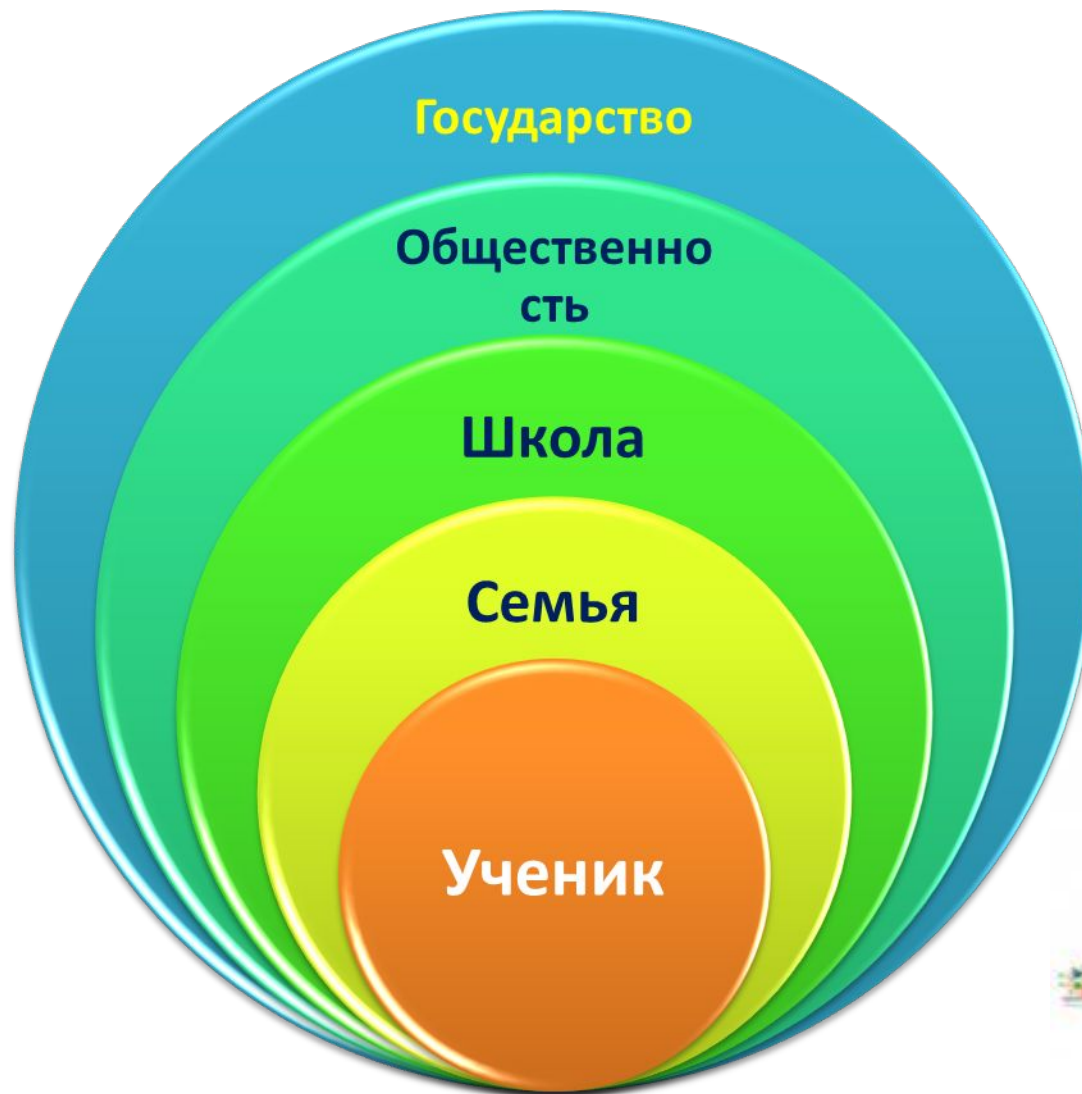 Государство
Общественно
сть
Школа
Семья
Ученик